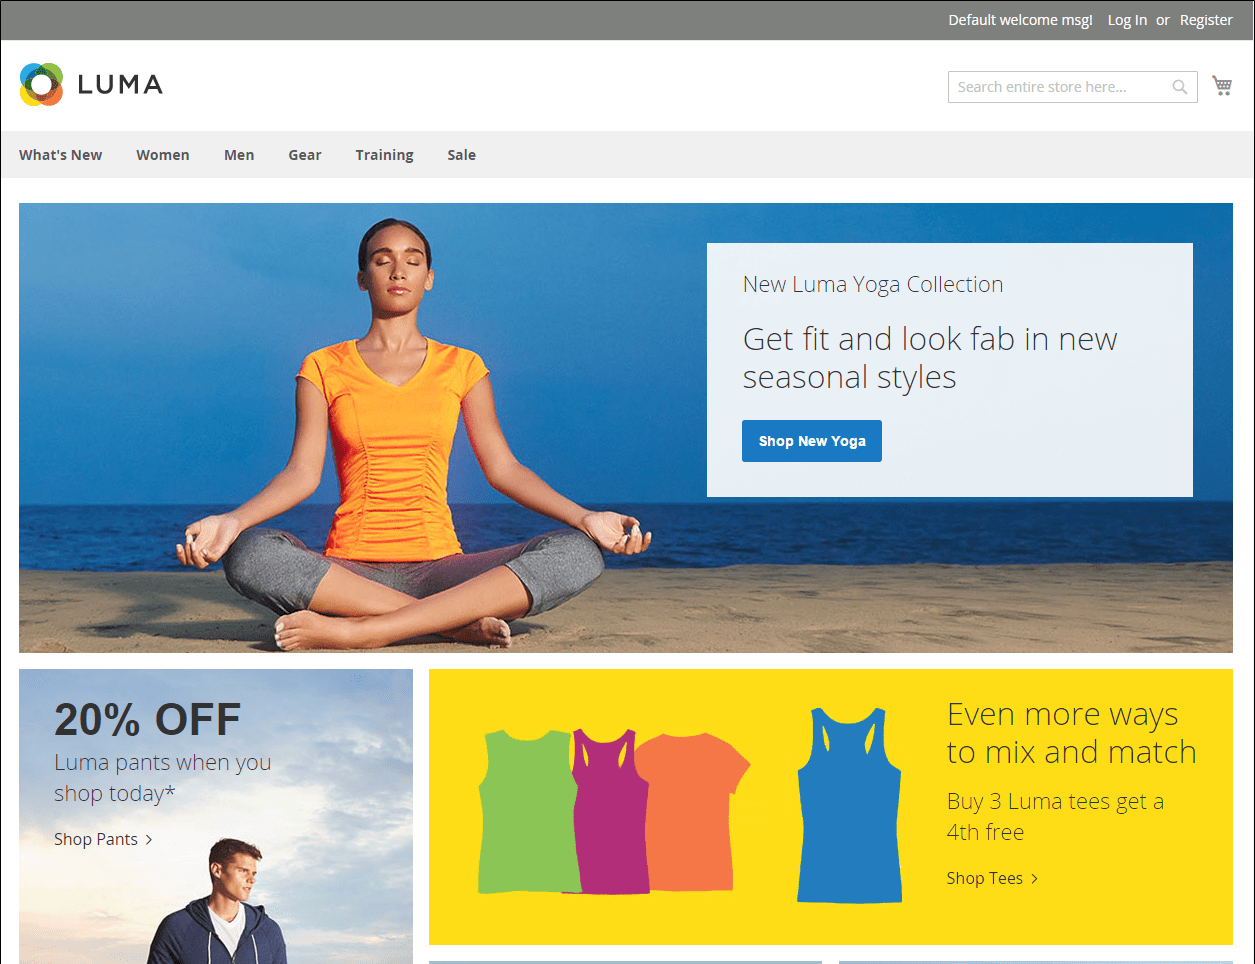 Default welcome msg! Log In or Register
LUMA
Search entire store here...
What's New Women Men Gear Training Sale
New Luma Yoga Collection
Get fit and look fab in new
seasonal styles
Shop New Yoga
20% OFF
Luma pants when you
shop today*
Shop Pants >
Even more ways
to mix and match
Buy 3 Luma tees get a
4th free
Shop Tees >